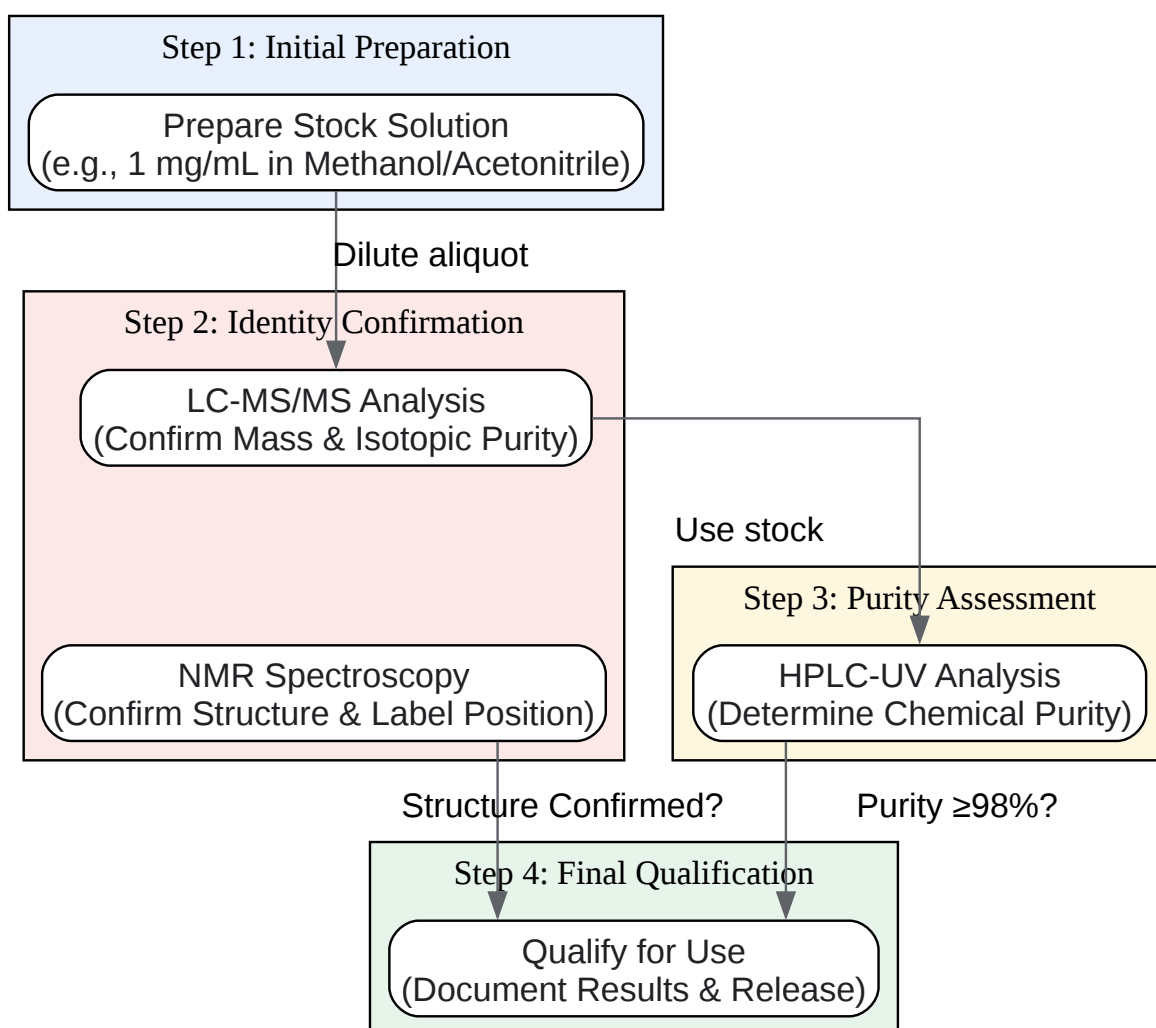 Step 1: Initial Preparation
Prepare Stock Solution
(e.g., 1 mg/mL in Methanol/Acetonitrile)
Dilute aliquot
Step 2: Identity Confirmation
LC-MS/MS Analysis
(Confirm Mass & Isotopic Purity)
Use stock
Step 3: Purity Assessment
NMR Spectroscopy
(Confirm Structure & Label Position)
HPLC-UV Analysis
(Determine Chemical Purity)
Structure Confirmed?
Purity ≥98%?
Step 4: Final Qualification
Qualify for Use
(Document Results & Release)